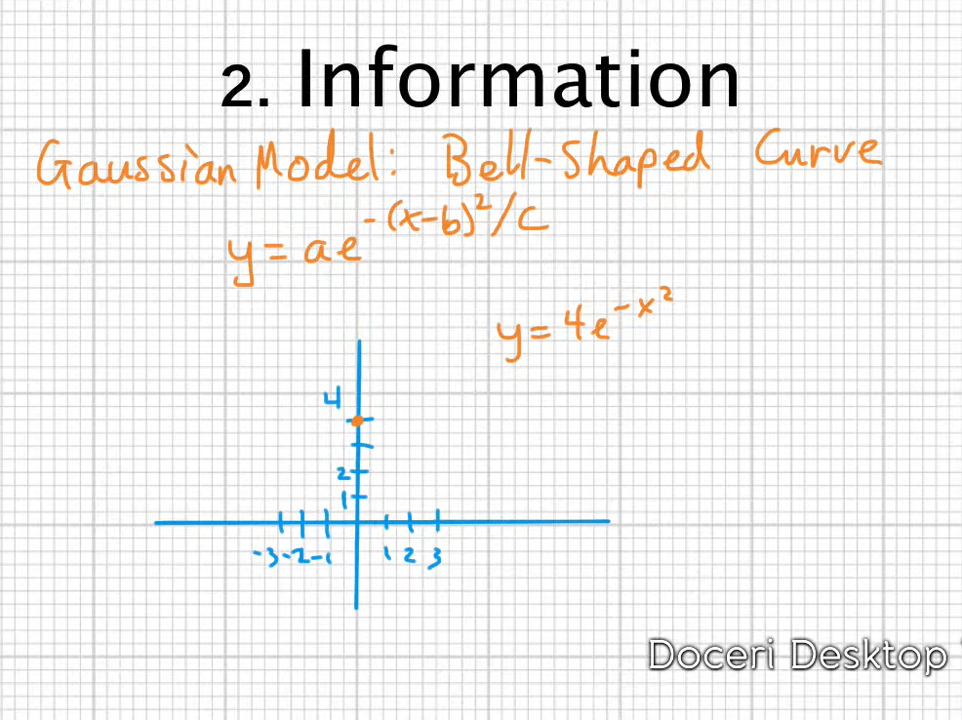 2. Information
Gaussian Model: Bell-Shaped Curve
y = ae^{-(x-b)^2/c}
y = 4e^{-x^2}
4
2
1
-3 -2 -1 1 2 3
Doceri Desktop